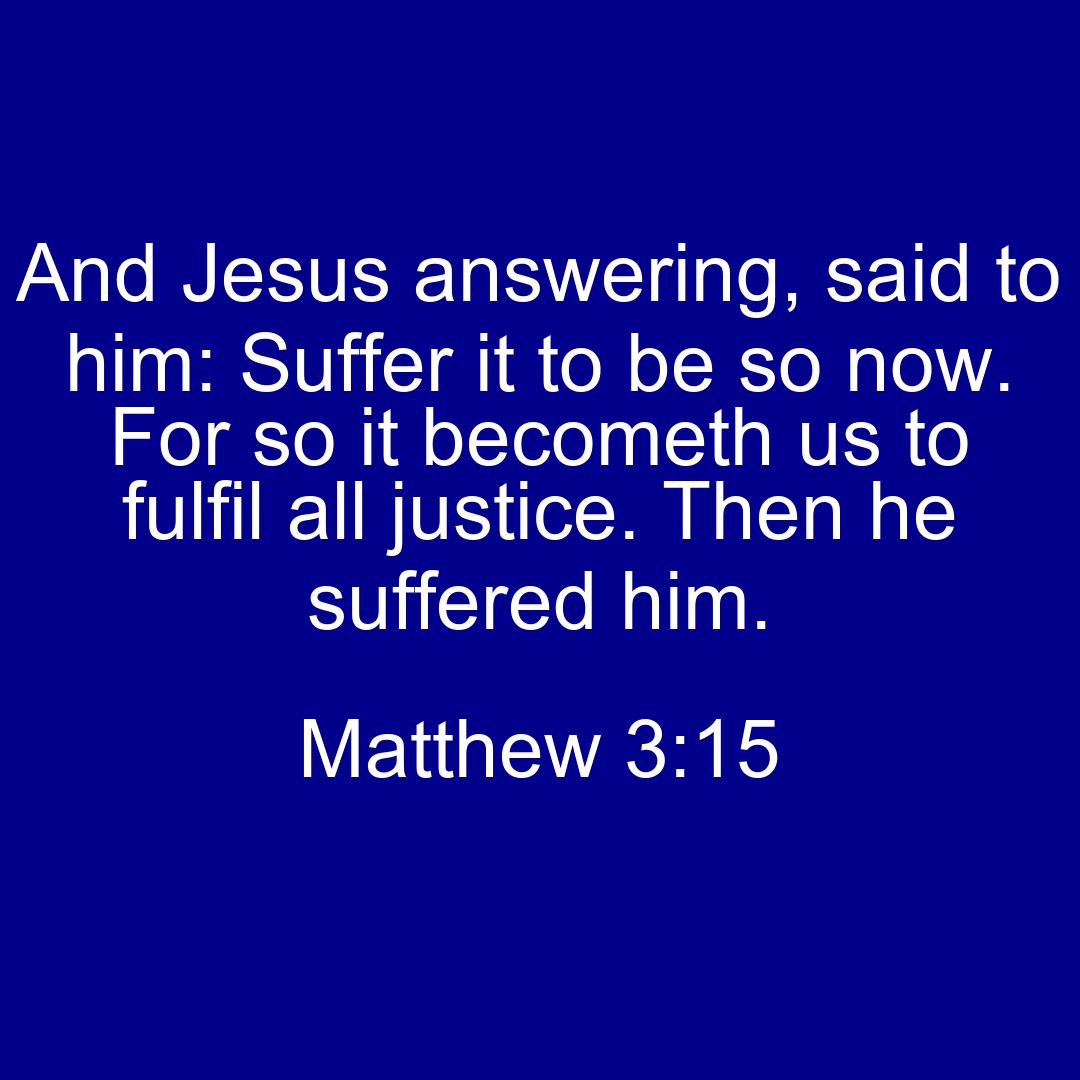 And Jesus answering, said to
him: Suffer it to be so now.
For so it becometh us to
fulfil all justice. Then he
suffered him.
Matthew 3:15